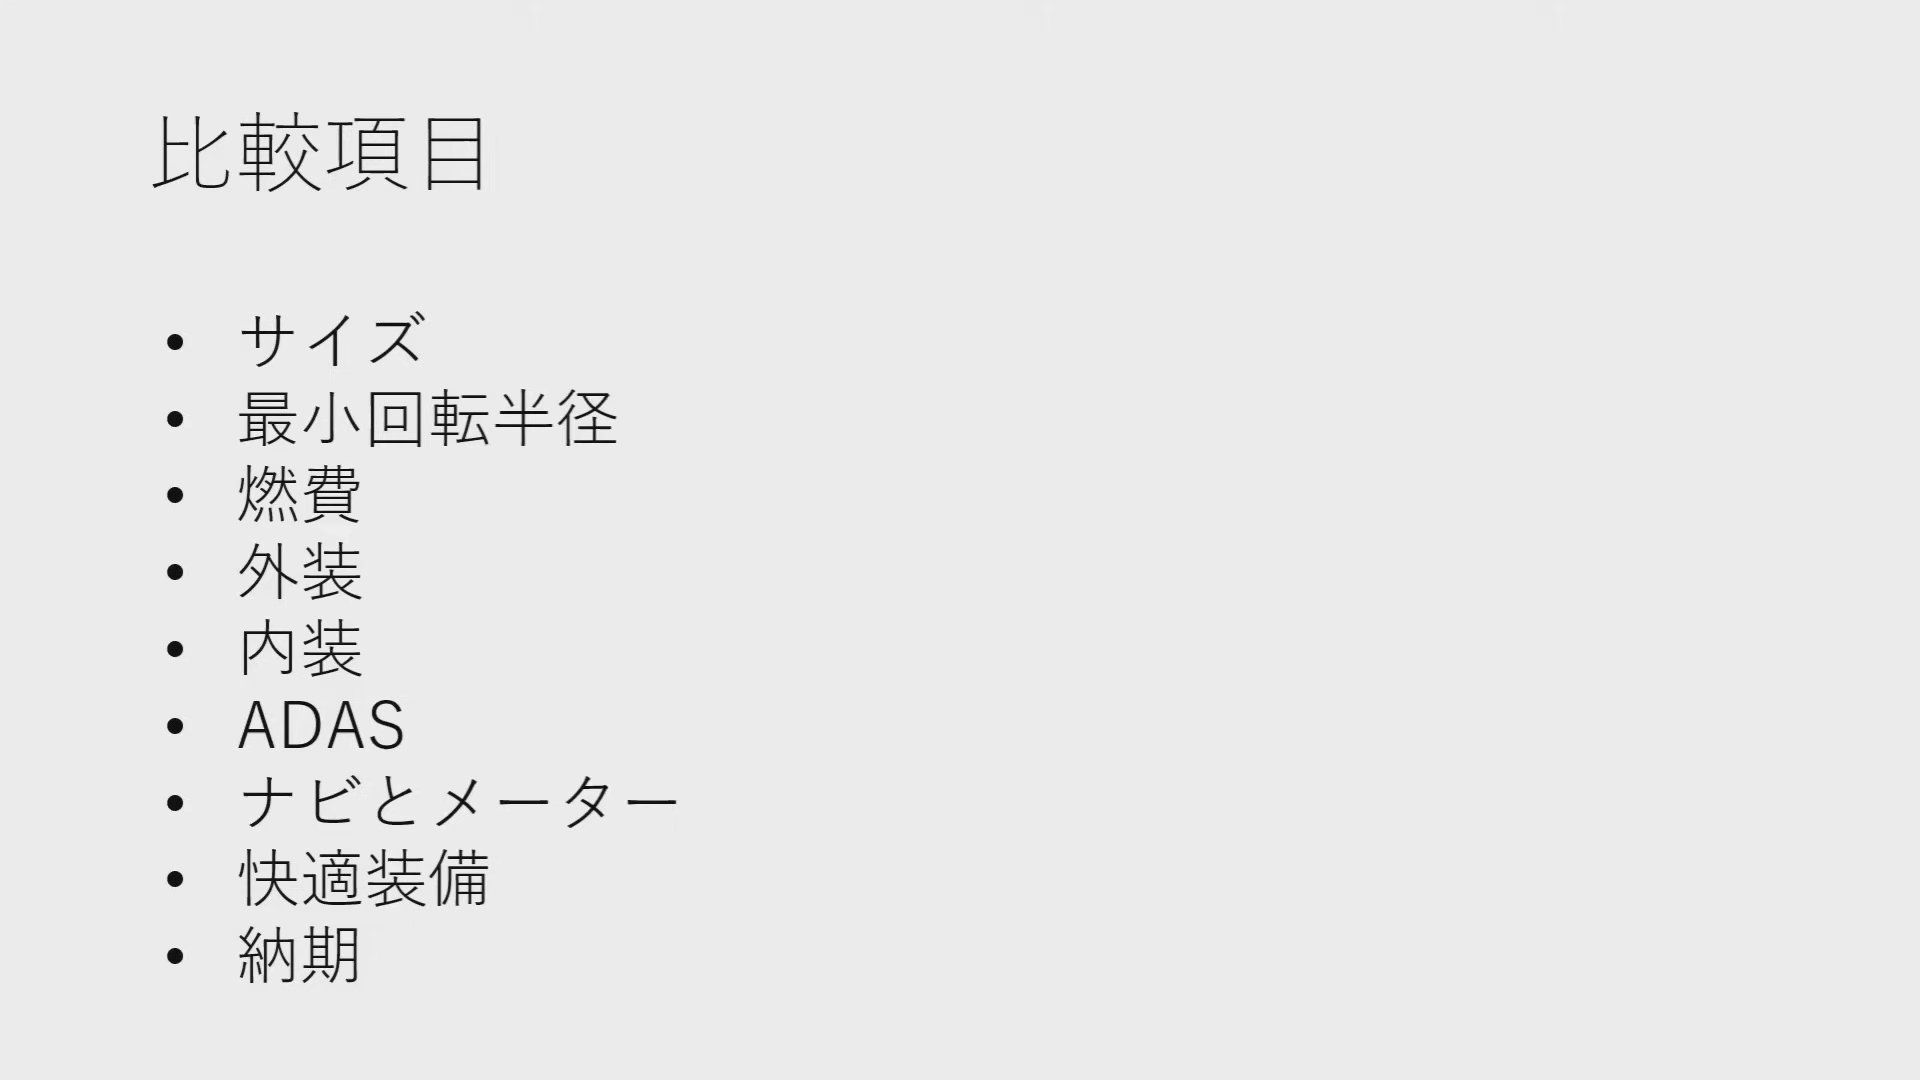 比較項目
• サイズ
• 最小回転半径
• 燃費
• 外装
• 内装
• ADAS
• ナビとメーター
• 快適装備
• 納期